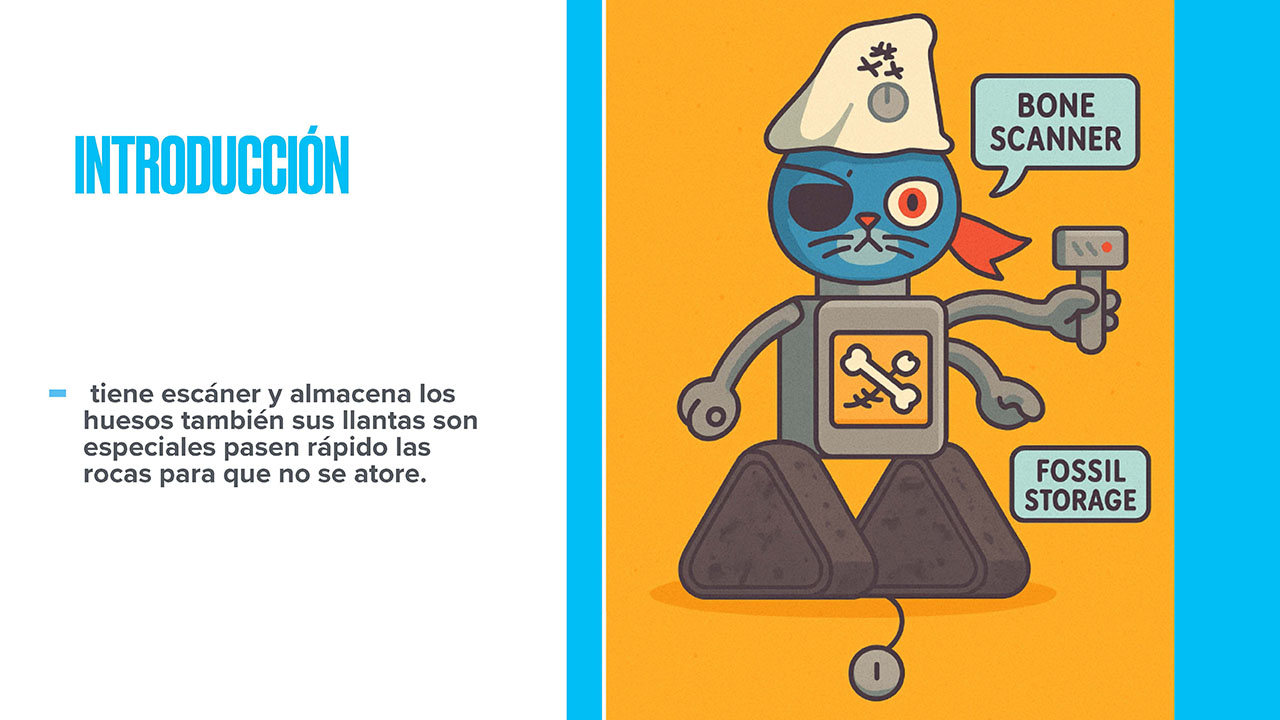 INTRODUCCIÓN
tiene escáner y almacena los
huesos también sus llantas son
especiales pasen rápido las
rocas para que no se atore.
BONE
SCANNER
FOSSIL
STORAGE